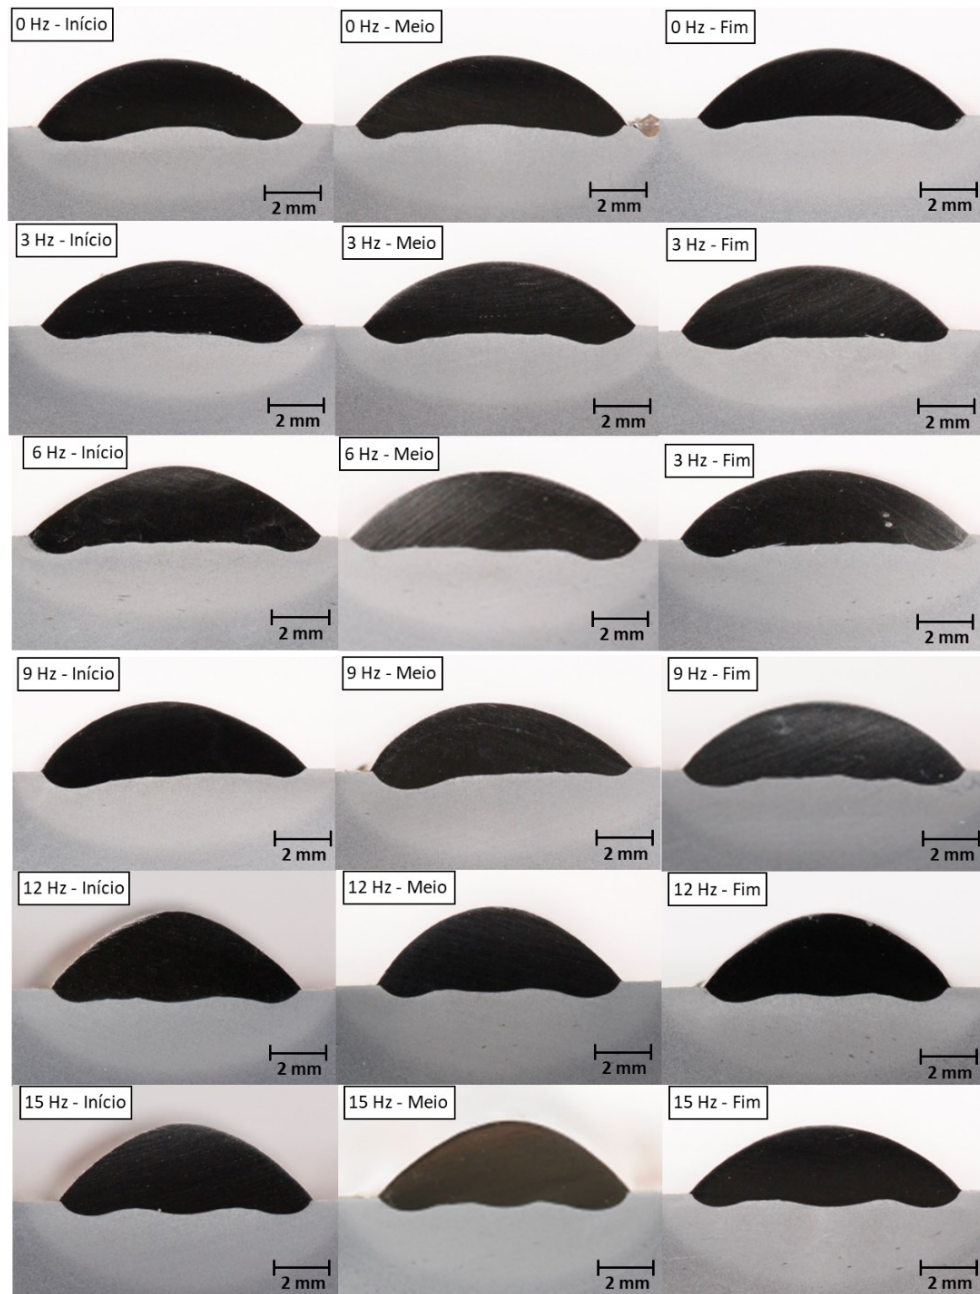 0 Hz - Início
0 Hz - Meio
0 Hz - Fim
2 mm
2 mm
2 mm
3 Hz - Início
3 Hz - Meio
3 Hz - Fim
2 mm
2 mm
2 mm
6 Hz - Início
6 Hz - Meio
3 Hz - Fim
2 mm
2 mm
2 mm
9 Hz - Início
9 Hz - Meio
9 Hz - Fim
2 mm
2 mm
2 mm
12 Hz - Início
12 Hz - Meio
12 Hz - Fim
2 mm
2 mm
2 mm
15 Hz - Início
15 Hz - Meio
15 Hz - Fim
2 mm
2 mm
2 mm